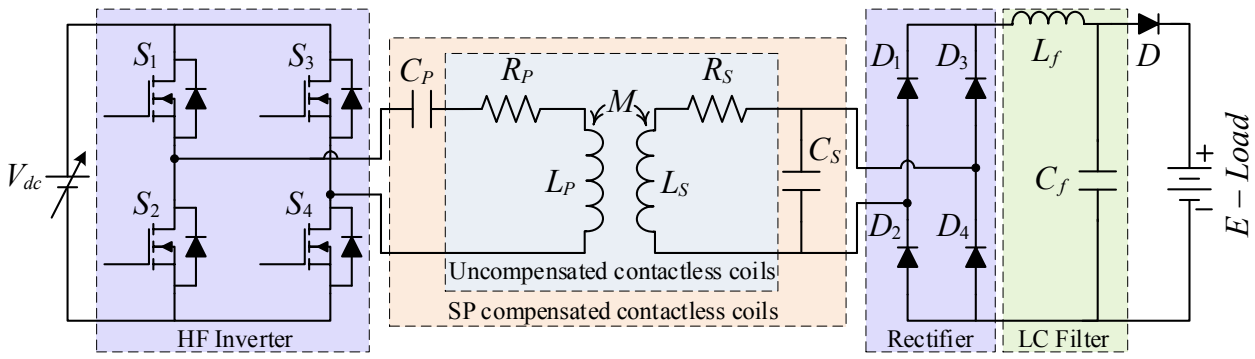 S1
S3
CP
RP
M
RS
D1
D3
Lf
D
Vdc
LP
LS
CS
Cf
E – Load
+
−
S2
S4
D2
D4
Uncompensated contactless coils
SP compensated contactless coils
HF Inverter
Rectifier
LC Filter